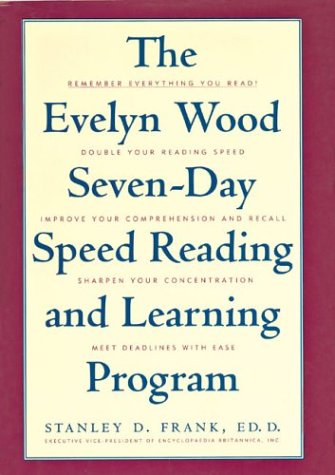 The
REMEMBER EVERYTHING YOU READ!
Evelyn Wood
DOUBLE YOUR READING SPEED
Seven-Day
IMPROVE YOUR COMPREHENSION AND RECALL
Speed Reading
SHARPEN YOUR CONCENTRATION
and Learning
MEET DEADLINES WITH EASE
Program
STANLEY D. FRANK, ED. D.
EXECUTIVE VICE-PRESIDENT OF ENCYCLOPAEDIA BRITANNICA, INC.